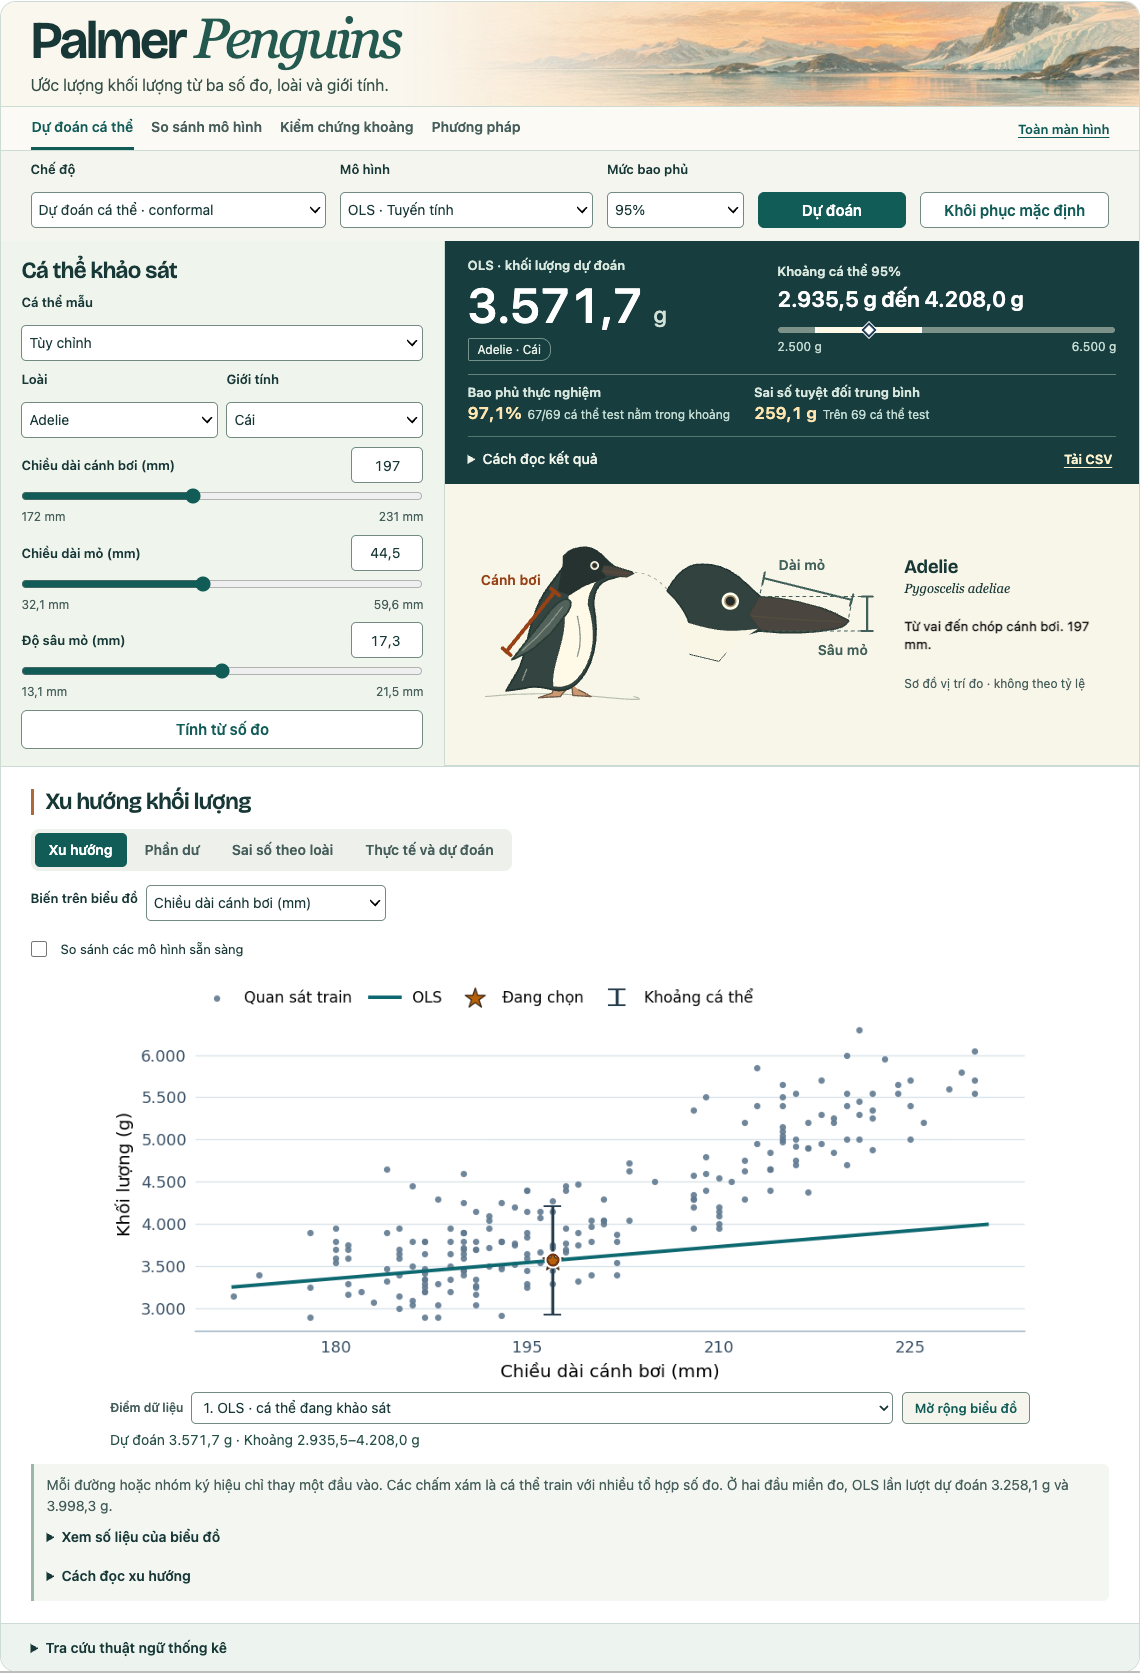 Palmer Penguins
Ước lượng khối lượng từ ba số đo, loài và giới tính.
Dự đoán cá thể
So sánh mô hình
Kiểm chứng khoảng
Phương pháp
Toàn màn hình
Chế độ
Mô hình
Mức bao phủ
Dự đoán cá thể · conformal
OLS · Tuyến tính
95%
Dự đoán
Khôi phục mặc định
Cá thể khảo sát
Cá thể mẫu
Tùy chỉnh
Loài
Giới tính
Adelie
Cái
Chiều dài cánh bơi (mm)
197
172 mm
231 mm
Chiều dài mỏ (mm)
44,5
32,1 mm
59,6 mm
Độ sâu mỏ (mm)
17,3
13,1 mm
21,5 mm
Tính từ số đo
OLS · khối lượng dự đoán
3.571,7 g
Adelie · Cái
Khoảng cá thể 95%
2.935,5 g đến 4.208,0 g
2.500 g
6.500 g
Bao phủ thực nghiệm
97,1% 67/69 cá thể test nằm trong khoảng
Sai số tuyệt đối trung bình
259,1 g Trên 69 cá thể test
Cách đọc kết quả
Tải CSV
Cánh bơi
Dài mỏ
Sâu mỏ
Adelie
Pygoscelis adeliae
Từ vai đến chóp cánh bơi. 197
mm.
Sơ đồ vị trí đo · không theo tỷ lệ
Xu hướng khối lượng
Xu hướng
Phần dư
Sai số theo loài
Thực tế và dự đoán
Biến trên biểu đồ
Chiều dài cánh bơi (mm)
So sánh các mô hình sẵn sàng
Quan sát train
OLS
Đang chọn
Khoảng cá thể
Khối lượng (g)
6.000
5.500
5.000
4.500
4.000
3.500
3.000
180
195
210
225
Chiều dài cánh bơi (mm)
Điểm dữ liệu
1. OLS · cá thể đang khảo sát
Mở rộng biểu đồ
Dự đoán 3.571,7 g · Khoảng 2.935,5–4.208,0 g
Mỗi đường hoặc nhóm ký hiệu chỉ thay một đầu vào. Các chấm xám là cá thể train với nhiều tổ hợp số đo. Ở hai đầu miền đo, OLS lần lượt dự đoán 3.258,1 g và
3.998,3 g.
Xem số liệu của biểu đồ
Cách đọc xu hướng
Tra cứu thuật ngữ thống kê